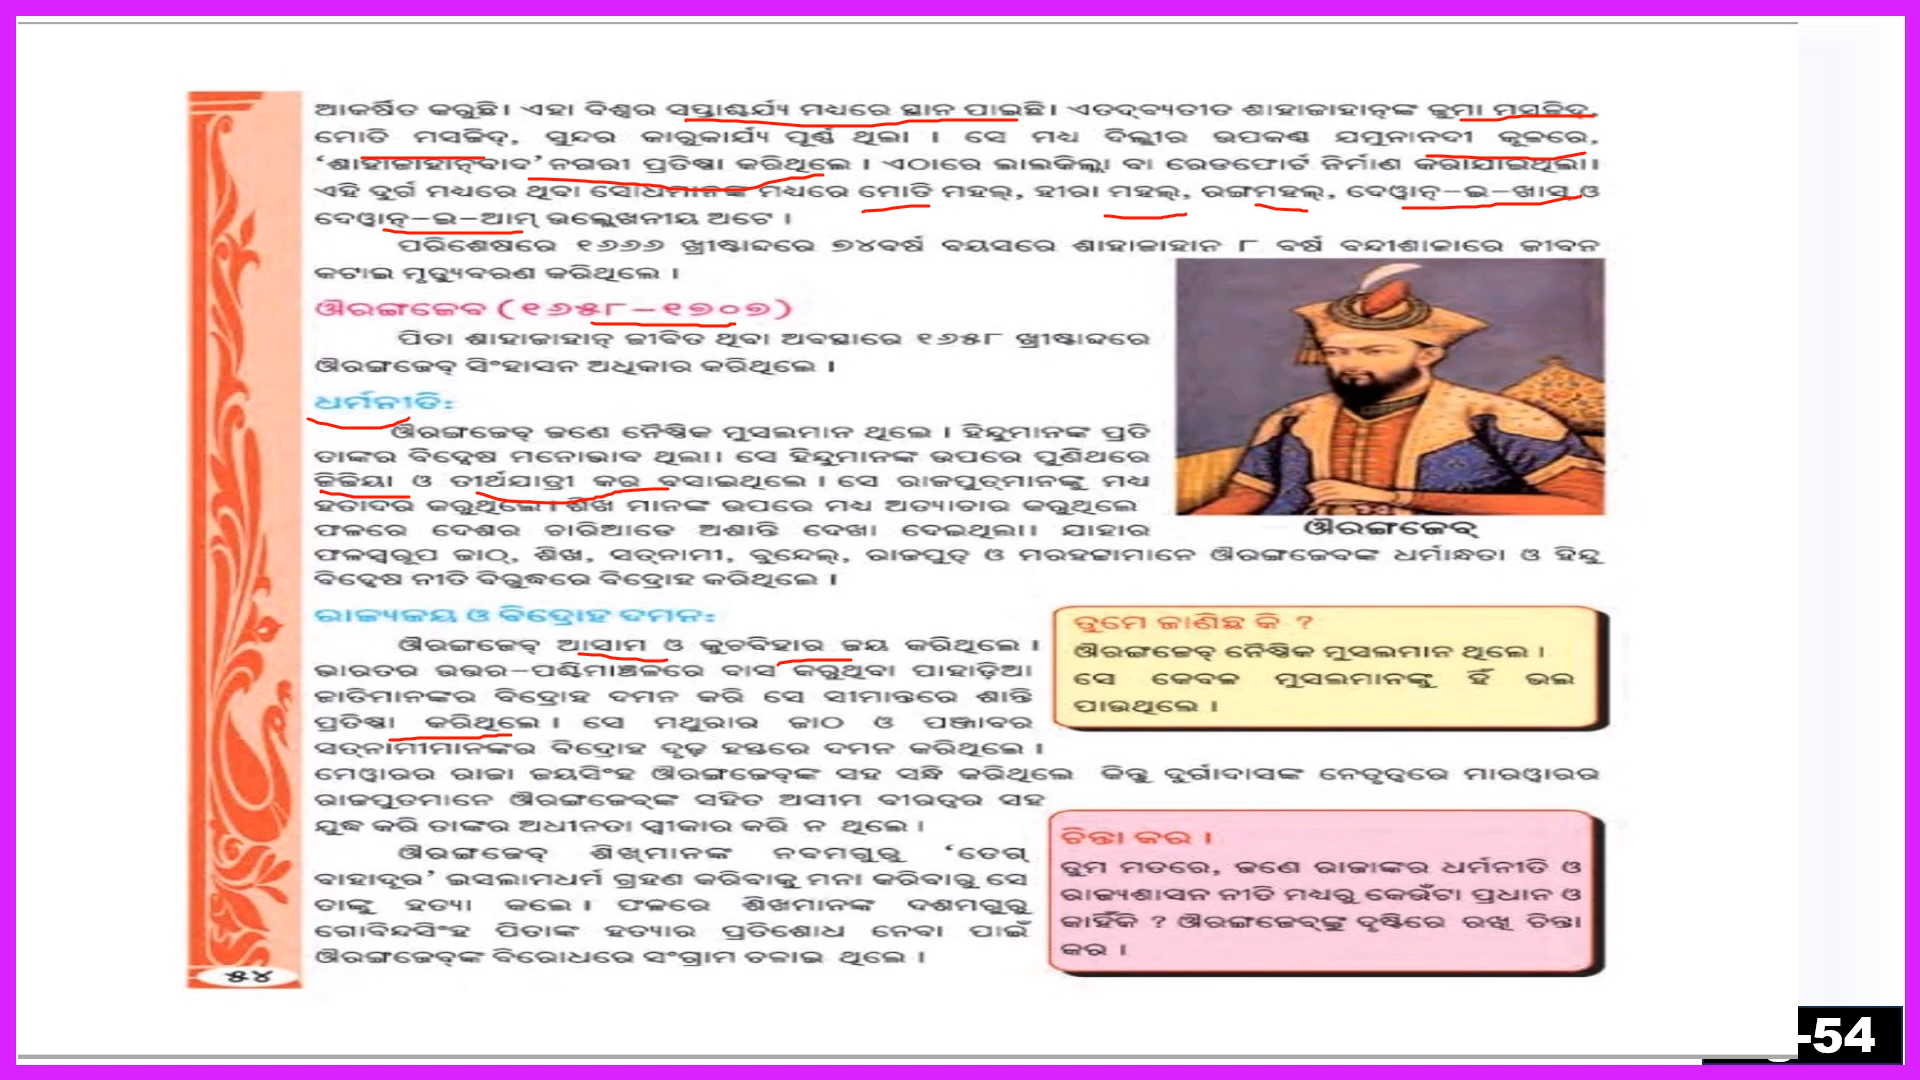 ଆକର୍ଷିତ କରୁଛି। ଏହା ବିଶ୍ୱର ସପ୍ତାଶ୍ଚର୍ଯ୍ୟ ମଧ୍ୟରେ ସ୍ଥାନ ପାଇଛି। ଏତଦ୍‌ବ୍ୟତୀତ ଶାହାଜାହାନ୍‌ଙ୍କ ଜୁମା ମସଜିଦ୍,
ମୋତି ମସଜିଦ୍, ସୁନ୍ଦର କାରୁକାର୍ଯ୍ୟ ପୂର୍ଣ୍ଣ ଥିଲା । ସେ ମଧ୍ୟ ଦିଲ୍ଲୀର ଉପକଣ୍ଠ ଯମୁନାନଦୀ କୂଳରେ,
‘ଶାହାଜାହାନ୍‌ବାଦ’ ନଗରୀ ପ୍ରତିଷ୍ଠା କରିଥିଲେ । ଏଠାରେ ଲାଲକିଲ୍ଲା ବା ରେଡଫୋର୍ଟ ନିର୍ମାଣ କରାଯାଇଥିଲା।
ଏହି ଦୁର୍ଗ ମଧ୍ୟରେ ଥିବା ସୌଧମାନଙ୍କ ମଧ୍ୟରେ ମୋତି ମହଲ୍, ହୀରା ମହଲ୍, ରଙ୍ଗମହଲ୍, ଦେୱାନ୍-ଇ-ଖାସ୍ ଓ
ଦେୱାନ୍-ଇ-ଆମ୍ ଉଲ୍ଲେଖନୀୟ ଅଟେ ।
ପରିଶେଷରେ ୧୬୬୬ ଖ୍ରୀଷ୍ଟାବ୍ଦରେ ୭୪ବର୍ଷ ବୟସରେ ଶାହାଜାହାନ ୮ ବର୍ଷ ବନ୍ଦୀଶାଳାରେ ଜୀବନ
କଟାଇ ମୃତ୍ୟୁବରଣ କରିଥିଲେ ।
ଔରଙ୍ଗଜେବ (୧୬୫୮-୧୭୦୭)
ପିତା ଶାହାଜାହାନ୍ ଜୀବିତ ଥିବା ଅବସ୍ଥାରେ ୧୬୫୮ ଖ୍ରୀଷ୍ଟାବ୍ଦରେ
ଔରଙ୍ଗଜେବ୍ ସିଂହାସନ ଅଧିକାର କରିଥିଲେ ।
ଧର୍ମନୀତି:
ଔରଙ୍ଗଜେବ୍ ଜଣେ ନୈଷ୍ଠିକ ମୁସଲମାନ ଥିଲେ । ହିନ୍ଦୁମାନଙ୍କ ପ୍ରତି
ତାଙ୍କର ବିଦ୍ୱେଷ ମନୋଭାବ ଥିଲା। ସେ ହିନ୍ଦୁମାନଙ୍କ ଉପରେ ପୁଣିଥରେ
ଜିଜିୟା ଓ ତୀର୍ଥଯାତ୍ରୀ କର ବସାଇଥିଲେ । ସେ ରାଜପୁତ୍‌ମାନଙ୍କୁ ମଧ୍ୟ
ହତାଦର କରୁଥିଲେ। ଶିଖ ମାନଙ୍କ ଉପରେ ମଧ୍ୟ ଅତ୍ୟାଚାର କରୁଥିଲେ
ଫଳରେ ଦେଶର ଚାରିଆଡେ ଅଶାନ୍ତି ଦେଖା ଦେଇଥିଲା। ଯାହାର
ଔରଙ୍ଗଜେବ୍
ଫଳସ୍ୱରୂପ ଜାଠ୍, ଶିଖ, ସତ୍‌ନାମୀ, ବୁନ୍ଦେଲ୍, ରାଜପୁତ୍ ଓ ମରହଟ୍ଟାମାନେ ଔରଙ୍ଗଜେବଙ୍କ ଧର୍ମାନ୍ଧତା ଓ ହିନ୍ଦୁ
ବିଦ୍ୱେଷ ନୀତି ବିରୁଦ୍ଧରେ ବିଦ୍ରୋହ କରିଥିଲେ ।
ରାଜ୍ୟଜୟ ଓ ବିଦ୍ରୋହ ଦମନ:
ଔରଙ୍ଗଜେବ୍ ଆସାମ ଓ କୁଚବିହାର ଜୟ କରିଥିଲେ ।
ଭାରତର ଉତ୍ତର-ପଶ୍ଚିମାଞ୍ଚଳରେ ବାସ କରୁଥିବା ପାହାଡ଼ିଆ
ଜାତିମାନଙ୍କର ବିଦ୍ରୋହ ଦମନ କରି ସେ ସୀମାନ୍ତରେ ଶାନ୍ତି
ପ୍ରତିଷ୍ଠା କରିଥିଲେ । ସେ ମଥୁରାର ଜାଠ ଓ ପଞ୍ଜାବର
ସତ୍‌ନାମୀମାନଙ୍କର ବିଦ୍ରୋହ ଦୃଢ଼ ହସ୍ତରେ ଦମନ କରିଥିଲେ ।
ମେୱାରର ରାଜା ଜୟସିଂହ ଔରଙ୍ଗଜେବ୍‌ଙ୍କ ସହ ସନ୍ଧି କରିଥିଲେ କିନ୍ତୁ ଦୁର୍ଗାଦାସଙ୍କ ନେତୃତ୍ୱରେ ମାରୱାରର
ରାଜପୁତମାନେ ଔରଙ୍ଗଜେବ୍‌ଙ୍କ ସହିତ ଅସୀମ ବୀରତ୍ୱର ସହ
ଯୁଦ୍ଧ କରି ତାଙ୍କର ଅଧୀନତା ସ୍ୱୀକାର କରି ନ ଥିଲେ ।
ଔରଙ୍ଗଜେବ୍ ଶିଖ୍‌ମାନଙ୍କ ନବମଗୁରୁ ‘ତେଗ୍
ବାହାଦୂର’ ଇସଲାମଧର୍ମ ଗ୍ରହଣ କରିବାକୁ ମନା କରିବାରୁ ସେ
ତାଙ୍କୁ ହତ୍ୟା କଲେ । ଫଳରେ ଶିଖମାନଙ୍କ ଦଶମଗୁରୁ
ଗୋବିନ୍ଦସିଂହ ପିତାଙ୍କ ହତ୍ୟାର ପ୍ରତିଶୋଧ ନେବା ପାଇଁ
ଔରଙ୍ଗଜେବ୍‌ଙ୍କ ବିରୋଧରେ ସଂଗ୍ରାମ ଚଳାଇ ଥିଲେ ।
ତୁମେ ଜାଣିଛ କି ?
ଔରଙ୍ଗଜେବ୍ ନୈଷ୍ଠିକ ମୁସଲମାନ ଥିଲେ ।
ସେ କେବଳ ମୁସଲମାନଙ୍କୁ ହିଁ ଭଲ
ପାଉଥିଲେ ।
ଚିନ୍ତା କର ।
ତୁମ ମତରେ, ଜଣେ ରାଜାଙ୍କର ଧର୍ମନୀତି ଓ
ରାଜ୍ୟଶାସନ ନୀତି ମଧ୍ୟରୁ କେଉଁଟା ପ୍ରଧାନ ଓ
କାହିଁକି ? ଔରଙ୍ଗଜେବ୍‌ଙ୍କୁ ଦୃଷ୍ଟିରେ ରଖି ଚିନ୍ତା
କର ।
୫୪
-54